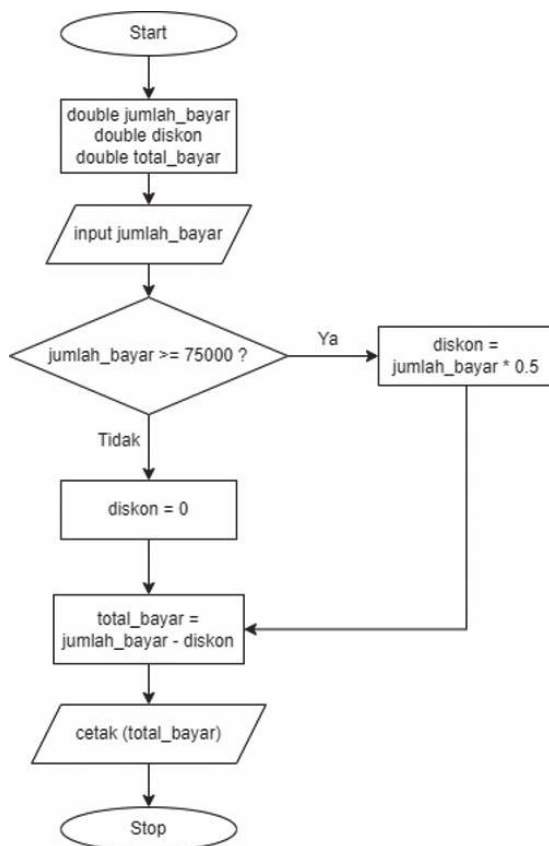 Start
double jumlah_bayar
double diskon
double total_bayar
input jumlah_bayar
jumlah_bayar >= 75000 ?
Ya
diskon =
jumlah_bayar * 0.5
Tidak
diskon = 0
total_bayar =
jumlah_bayar - diskon
cetak (total_bayar)
Stop